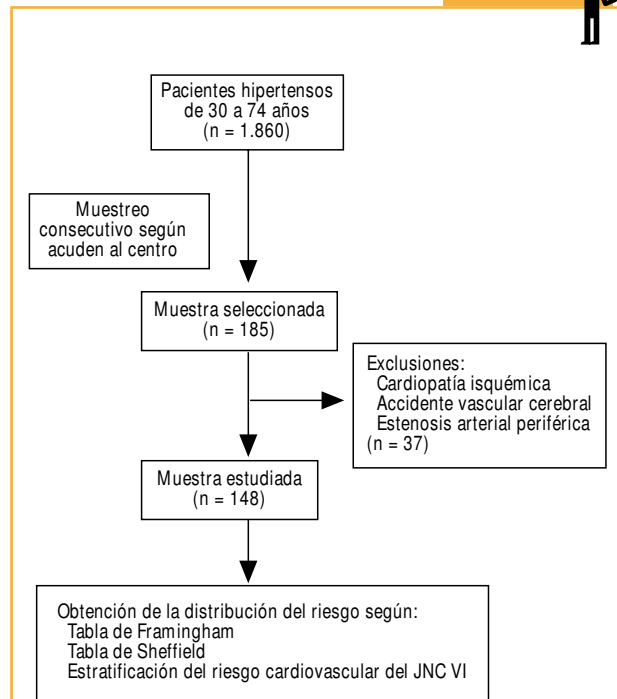 Pacientes hipertensos
de 30 a 74 años
(n = 1.860)
Muestreo
consecutivo según
acuden al centro
Muestra seleccionada
(n = 185)
Exclusiones:
Cardiopatía isquémica
Accidente vascular cerebral
Estenosis arterial periférica
(n = 37)
Muestra estudiada
(n = 148)
Obtención de la distribución del riesgo según:
Tabla de Framingham
Tabla de Sheffield
Estratificación del riesgo cardiovascular del JNC VI